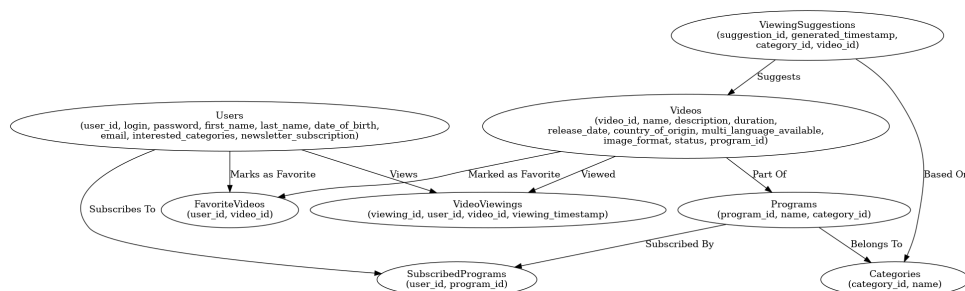 ViewingSuggestions
(suggestion_id, generated_timestamp,
category_id, video_id)
Suggests
Users
(user_id, login, password, first_name, last_name, date_of_birth,
email, interested_categories, newsletter_subscription)
Videos
(video_id, name, description, duration,
release_date, country_of_origin, multi_language_available,
image_format, status, program_id)
Marks as Favorite
Views
Marked as Favorite
Viewed
Part Of
Based On
Subscribes To
FavoriteVideos
(user_id, video_id)
VideoViewings
(viewing_id, user_id, video_id, viewing_timestamp)
Programs
(program_id, name, category_id)
Subscribed By
Belongs To
SubscribedPrograms
(user_id, program_id)
Categories
(category_id, name)